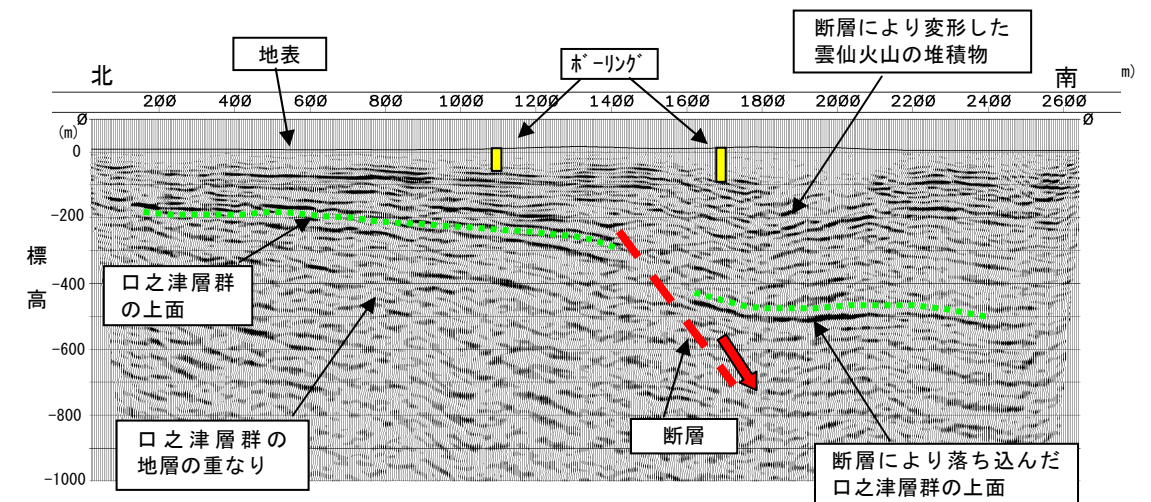 断層により変形した
雲仙火山の堆積物
地表
ﾎﾞｰﾘﾝｸﾞ
北
南
m)
200 400 600 800 1000 1200 1400 1600 1800 2000 2200 2400 2600
0
0
(m)
0
-200
-400
-600
-800
-1000
標高
口之津層群
の上面
口之津層群の
地層の重なり
断層
断層により落ち込んだ
口之津層群の上面